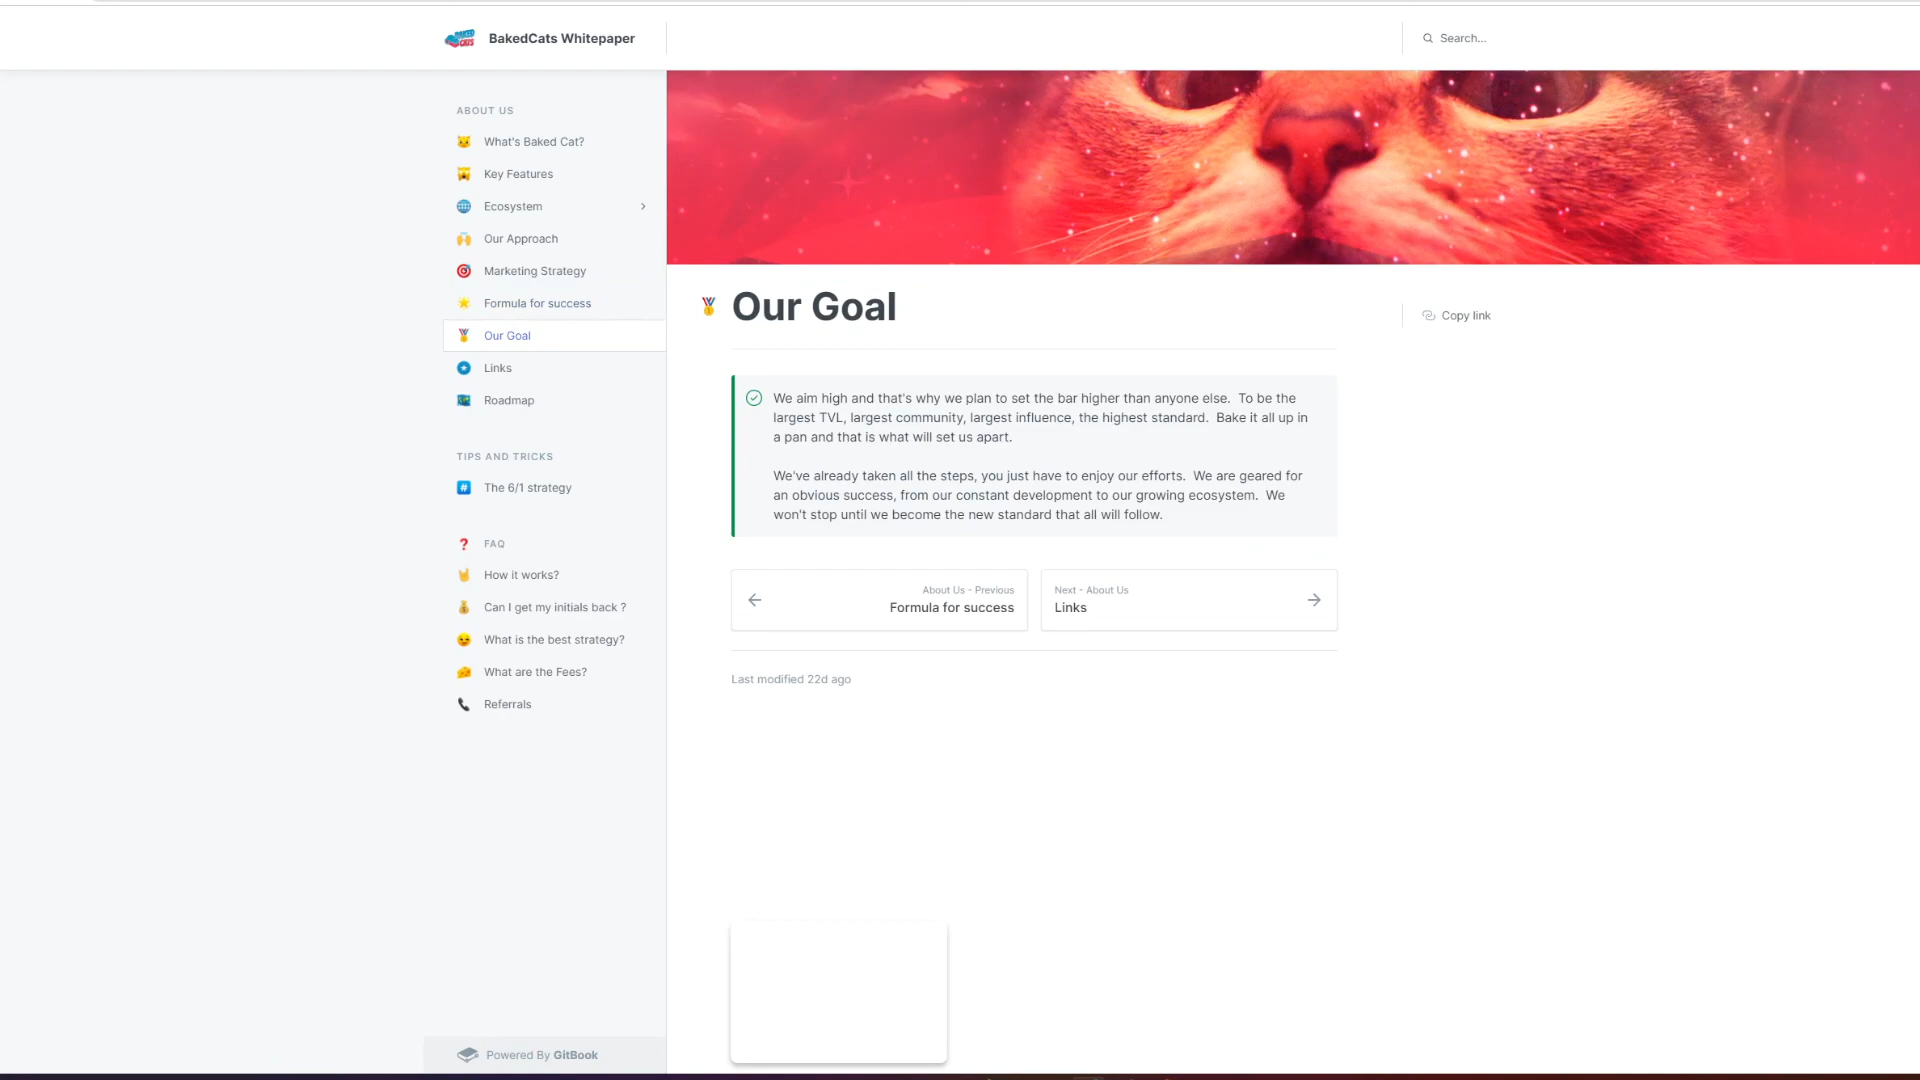 BAKED
CATS
BakedCats Whitepaper
Search...
ABOUT US
What's Baked Cat?
Key Features
Ecosystem
Our Approach
Marketing Strategy
Formula for success
Our Goal
Links
Roadmap
TIPS AND TRICKS
#
The 6/1 strategy
FAQ
How it works?
Can I get my initials back ?
What is the best strategy?
What are the Fees?
Referrals
Powered By GitBook
Our Goal
Copy link
We aim high and that's why we plan to set the bar higher than anyone else.  To be the
largest TVL, largest community, largest influence, the highest standard.  Bake it all up in
a pan and that is what will set us apart.
We've already taken all the steps, you just have to enjoy our efforts.  We are geared for
an obvious success, from our constant development to our growing ecosystem.  We
won't stop until we become the new standard that all will follow.
About Us - Previous
Formula for success
Next - About Us
Links
Last modified 22d ago